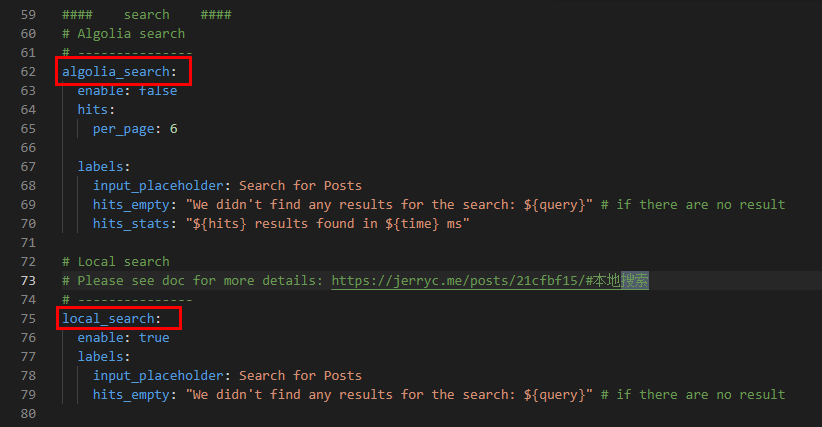 59 ####    search    ####
60 # Algolia search
61 # ---------------
62 algolia_search:
63   enable: false
64   hits:
65     per_page: 6
66
67   labels:
68     input_placeholder: Search for Posts
69     hits_empty: "We didn't find any results for the search: ${query}" # if there are no result
70     hits_stats: "${hits} results found in ${time} ms"
71
72 # Local search
73 # Please see doc for more details: https://jerryc.me/posts/21cfbf15/#本地搜索
74 # ---------------
75 local_search:
76   enable: true
77   labels:
78     input_placeholder: Search for Posts
79     hits_empty: "We didn't find any results for the search: ${query}" # if there are no result
80